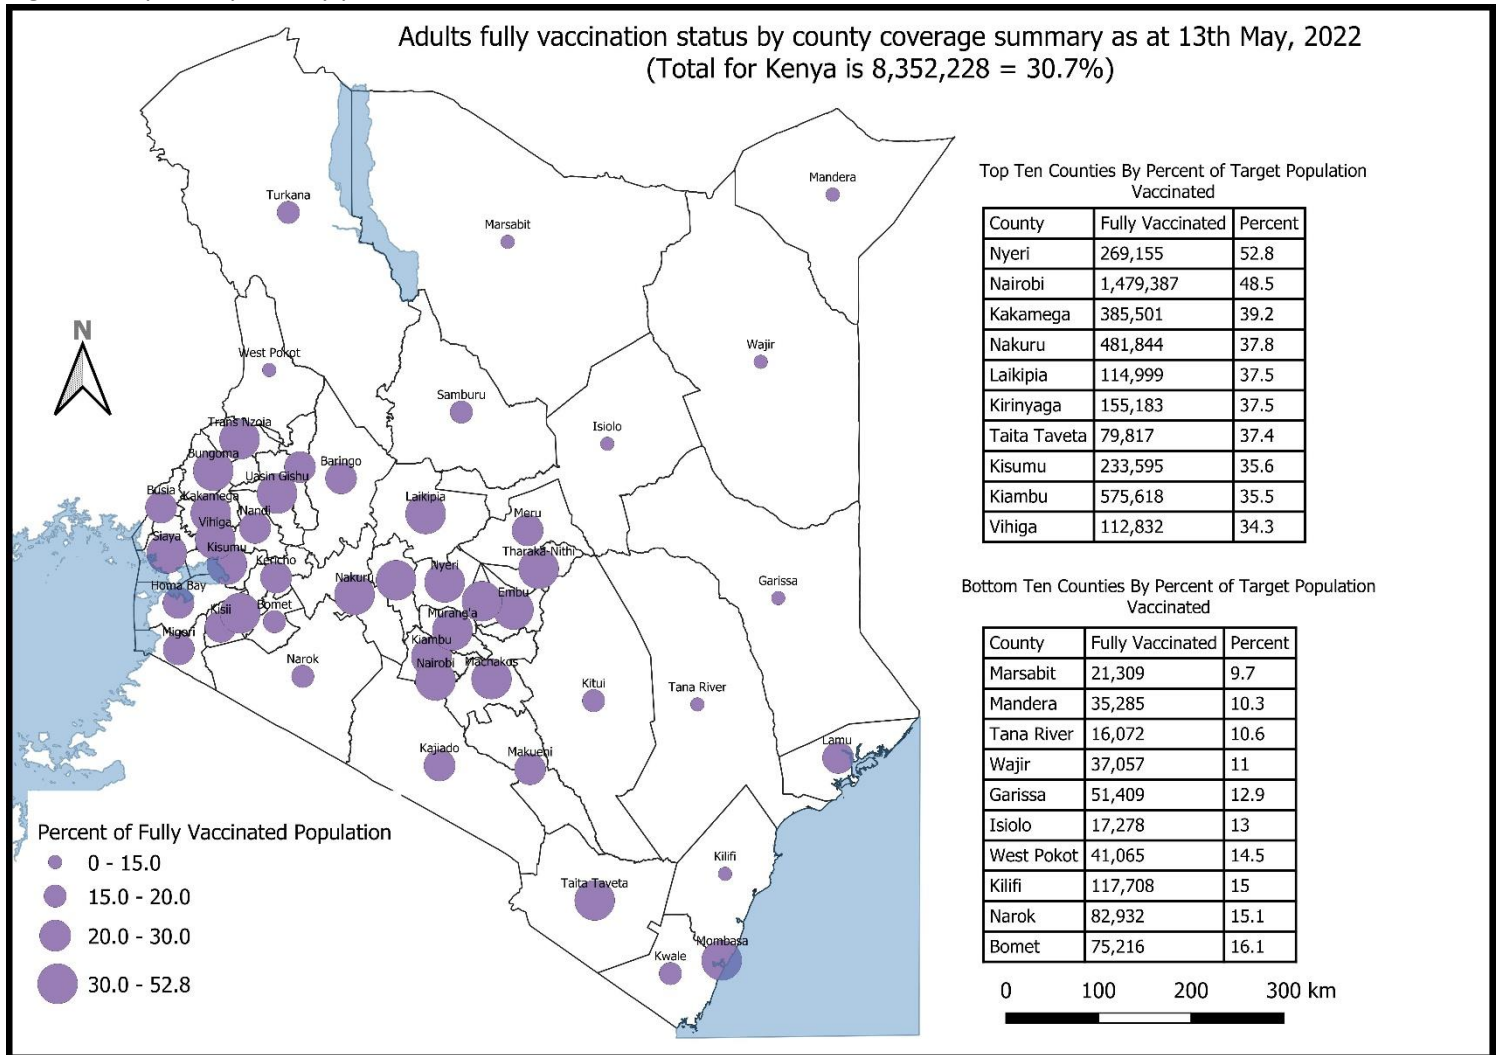 Adults fully vaccination status by county coverage summary as at 13th May, 2022
(Total for Kenya is 8,352,228 = 30.7%)
Top Ten Counties By Percent of Target Population
Vaccinated
County Fully Vaccinated Percent
Nyeri 269,155 52.8
Nairobi 1,479,387 48.5
Kakamega 385,501 39.2
Nakuru 481,844 37.8
Laikipia 114,999 37.5
Kirinyaga 155,183 37.5
Taita Taveta 79,817 37.4
Kisumu 233,595 35.6
Kiambu 575,618 35.5
Vihiga 112,832 34.3
Bottom Ten Counties By Percent of Target Population
Vaccinated
County Fully Vaccinated Percent
Marsabit 21,309 9.7
Mandera 35,285 10.3
Tana River 16,072 10.6
Wajir 37,057 11
Garissa 51,409 12.9
Isiolo 17,278 13
West Pokot 41,065 14.5
Kilifi 117,708 15
Narok 82,932 15.1
Bomet 75,216 16.1
0 100 200 300 km
N
Mandera
Turkana
Marsabit
Wajir
West Pokot
Samburu
Isiolo
Trans Nzoia
Bungoma
Baringo
Uasin Gishu
Busia
Kakamega
Laikipia
Nandi
Vihiga
Meru
Siaya
Kisumu
Tharaka-Nithi
Kericho
Nyeri
Nakuru
Homa Bay
Garissa
Embu
Kisii
Bomet
Murang'a
Migori
Kiambu
Narok
Nairobi
Machakos
Kitui
Tana River
Lamu
Kajiado
Makueni
Kilifi
Taita Taveta
Mombasa
Kwale
Percent of Fully Vaccinated Population
0 - 15.0
15.0 - 20.0
20.0 - 30.0
30.0 - 52.8